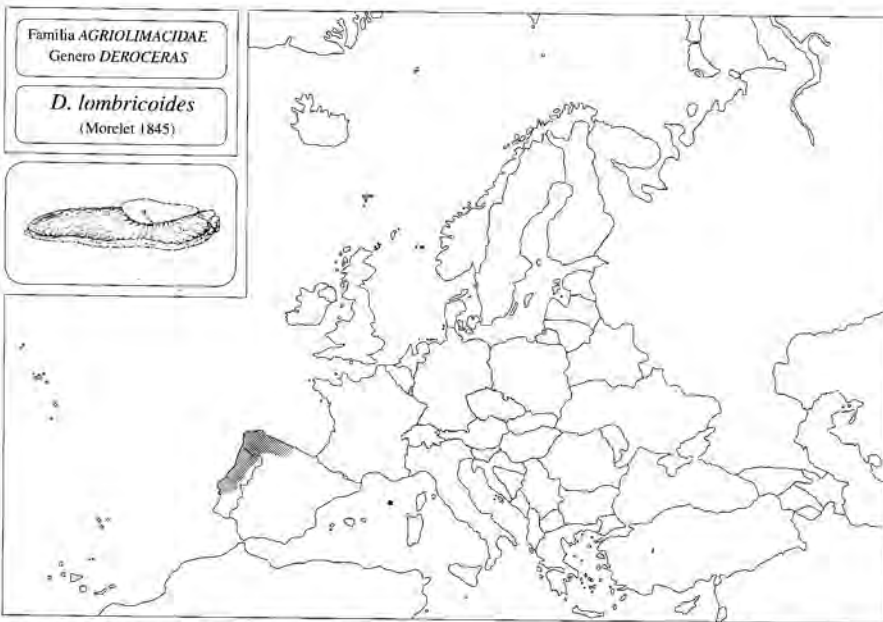 Familia AGRIOLIMACIDAE
Genero DEROCERAS
D. lombricoides
(Morelet 1845)